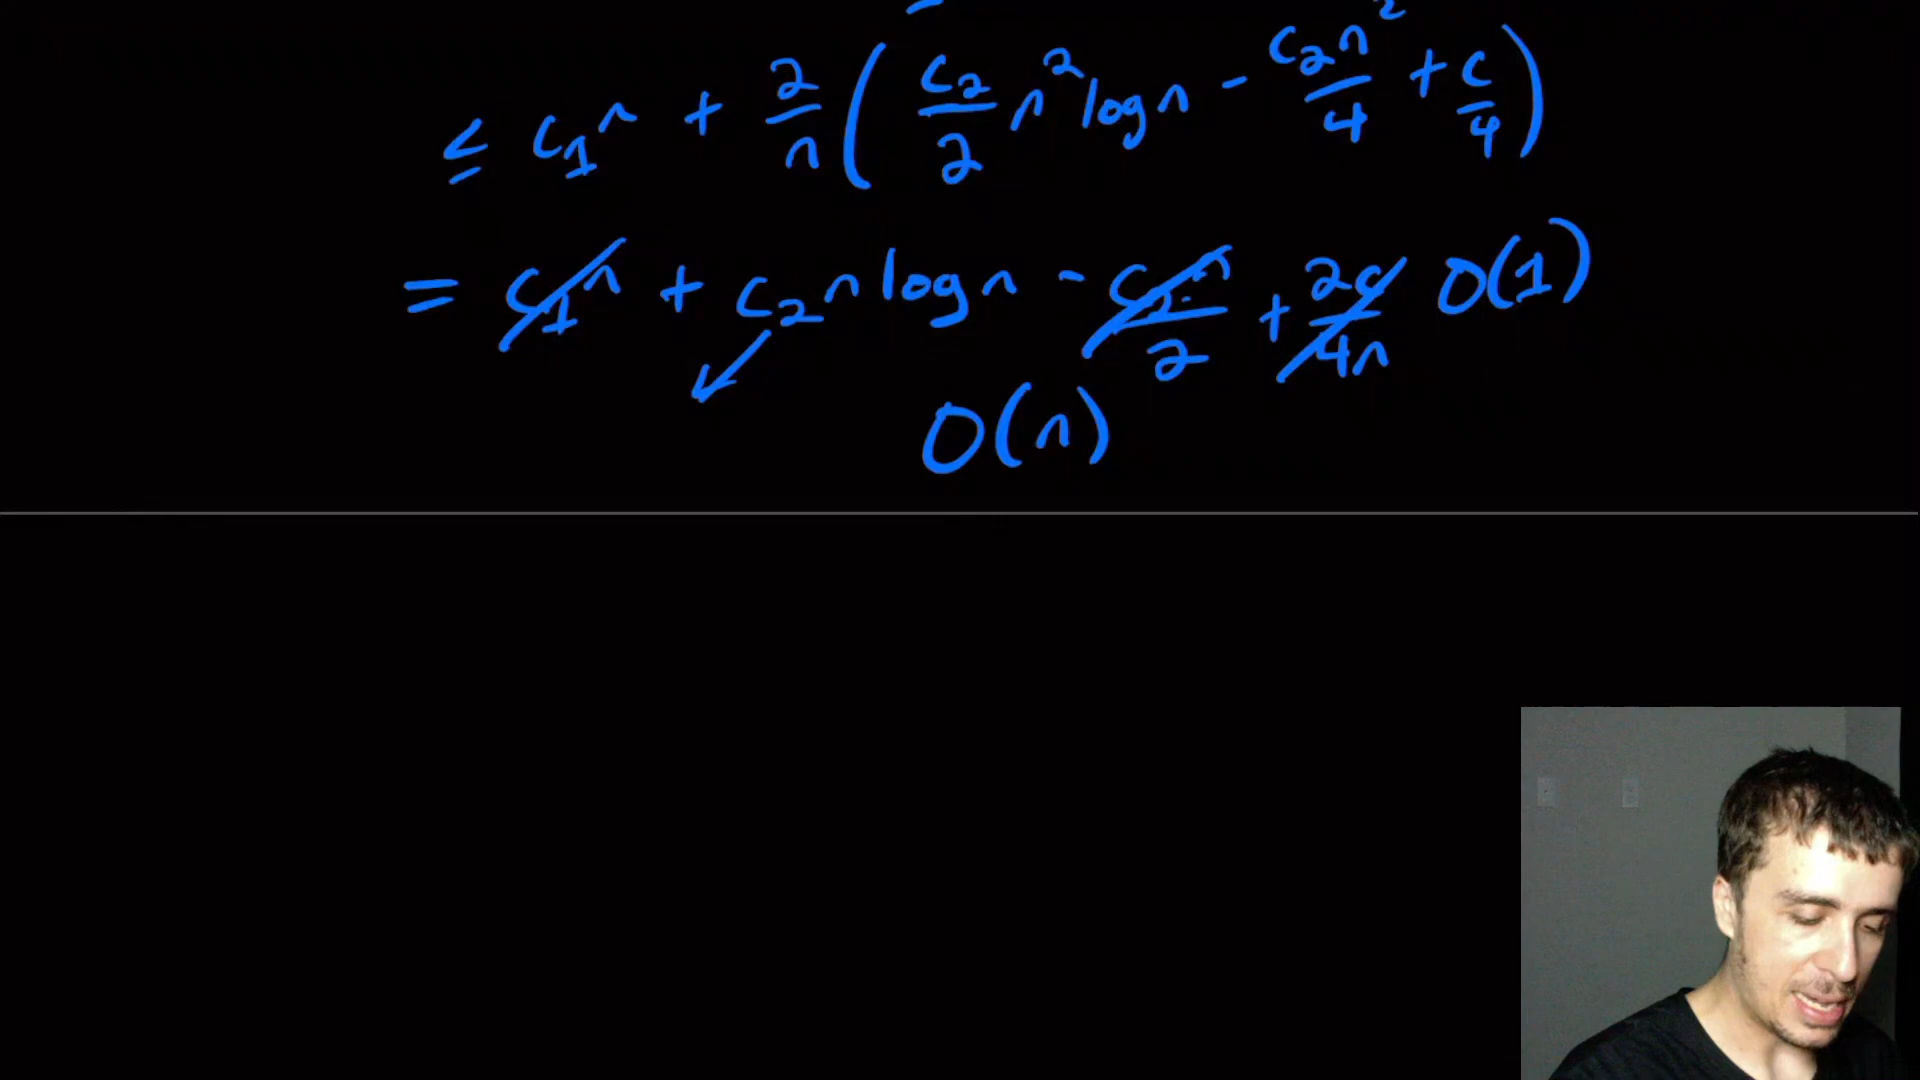 ≤ c₁n + 2/n ( c₂/2 n² log n - c₂n²/4 + c/4 )
= c₁n + c₂ n log n - c₂n/2 + 2c/4n O(1)
O(n)